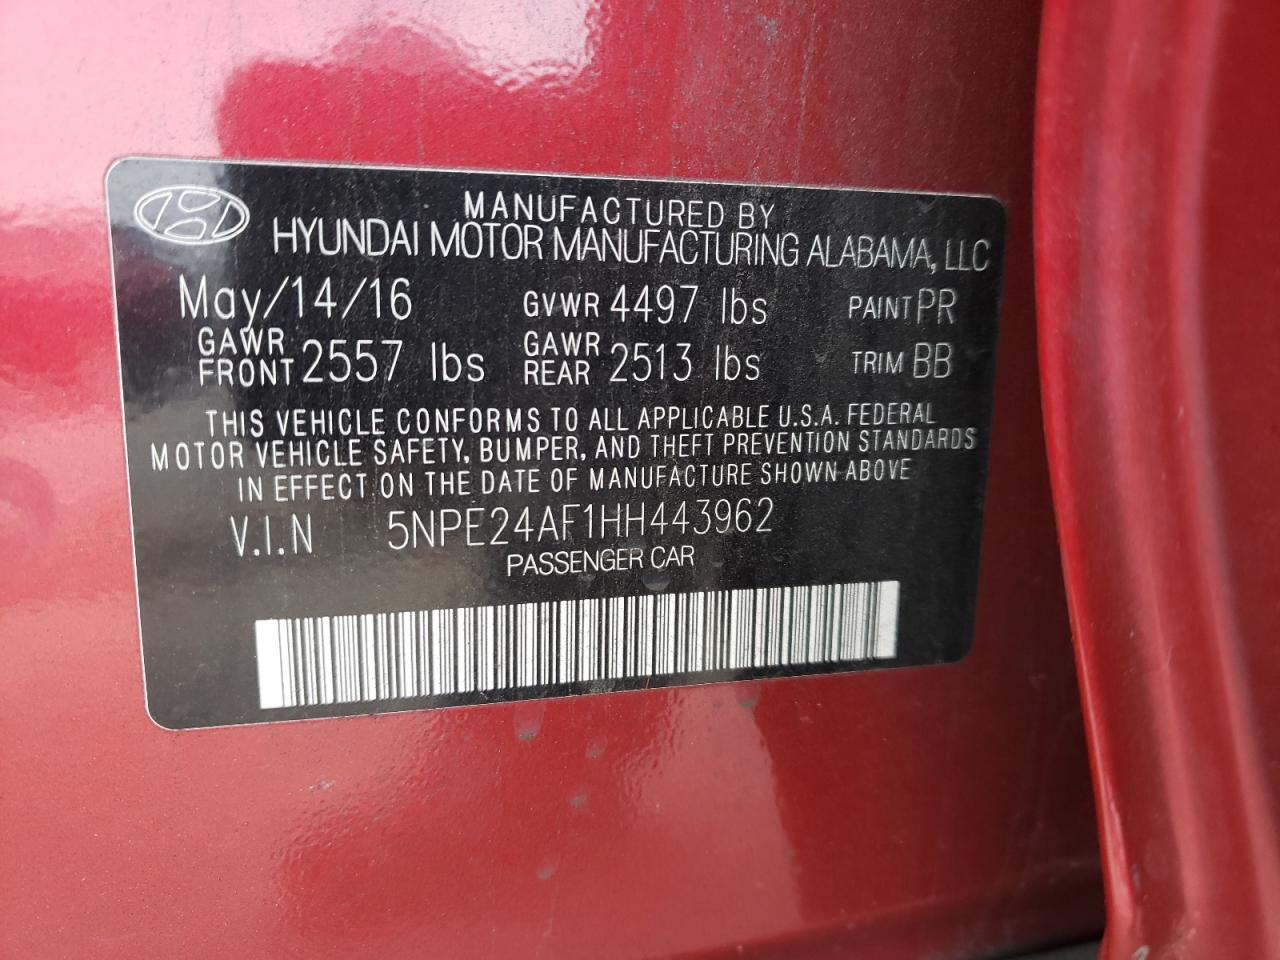 MANUFACTURED BY
HYUNDAI MOTOR MANUFACTURING ALABAMA, LLC
May/14/16 GVWR 4497 lbs PAINT PR
GAWR FRONT 2557 lbs GAWR REAR 2513 lbs TRIM BB
THIS VEHICLE CONFORMS TO ALL APPLICABLE U.S.A. FEDERAL
MOTOR VEHICLE SAFETY, BUMPER, AND THEFT PREVENTION STANDARDS
IN EFFECT ON THE DATE OF MANUFACTURE SHOWN ABOVE
V.I.N 5NPE24AF1HH443962
PASSENGER CAR